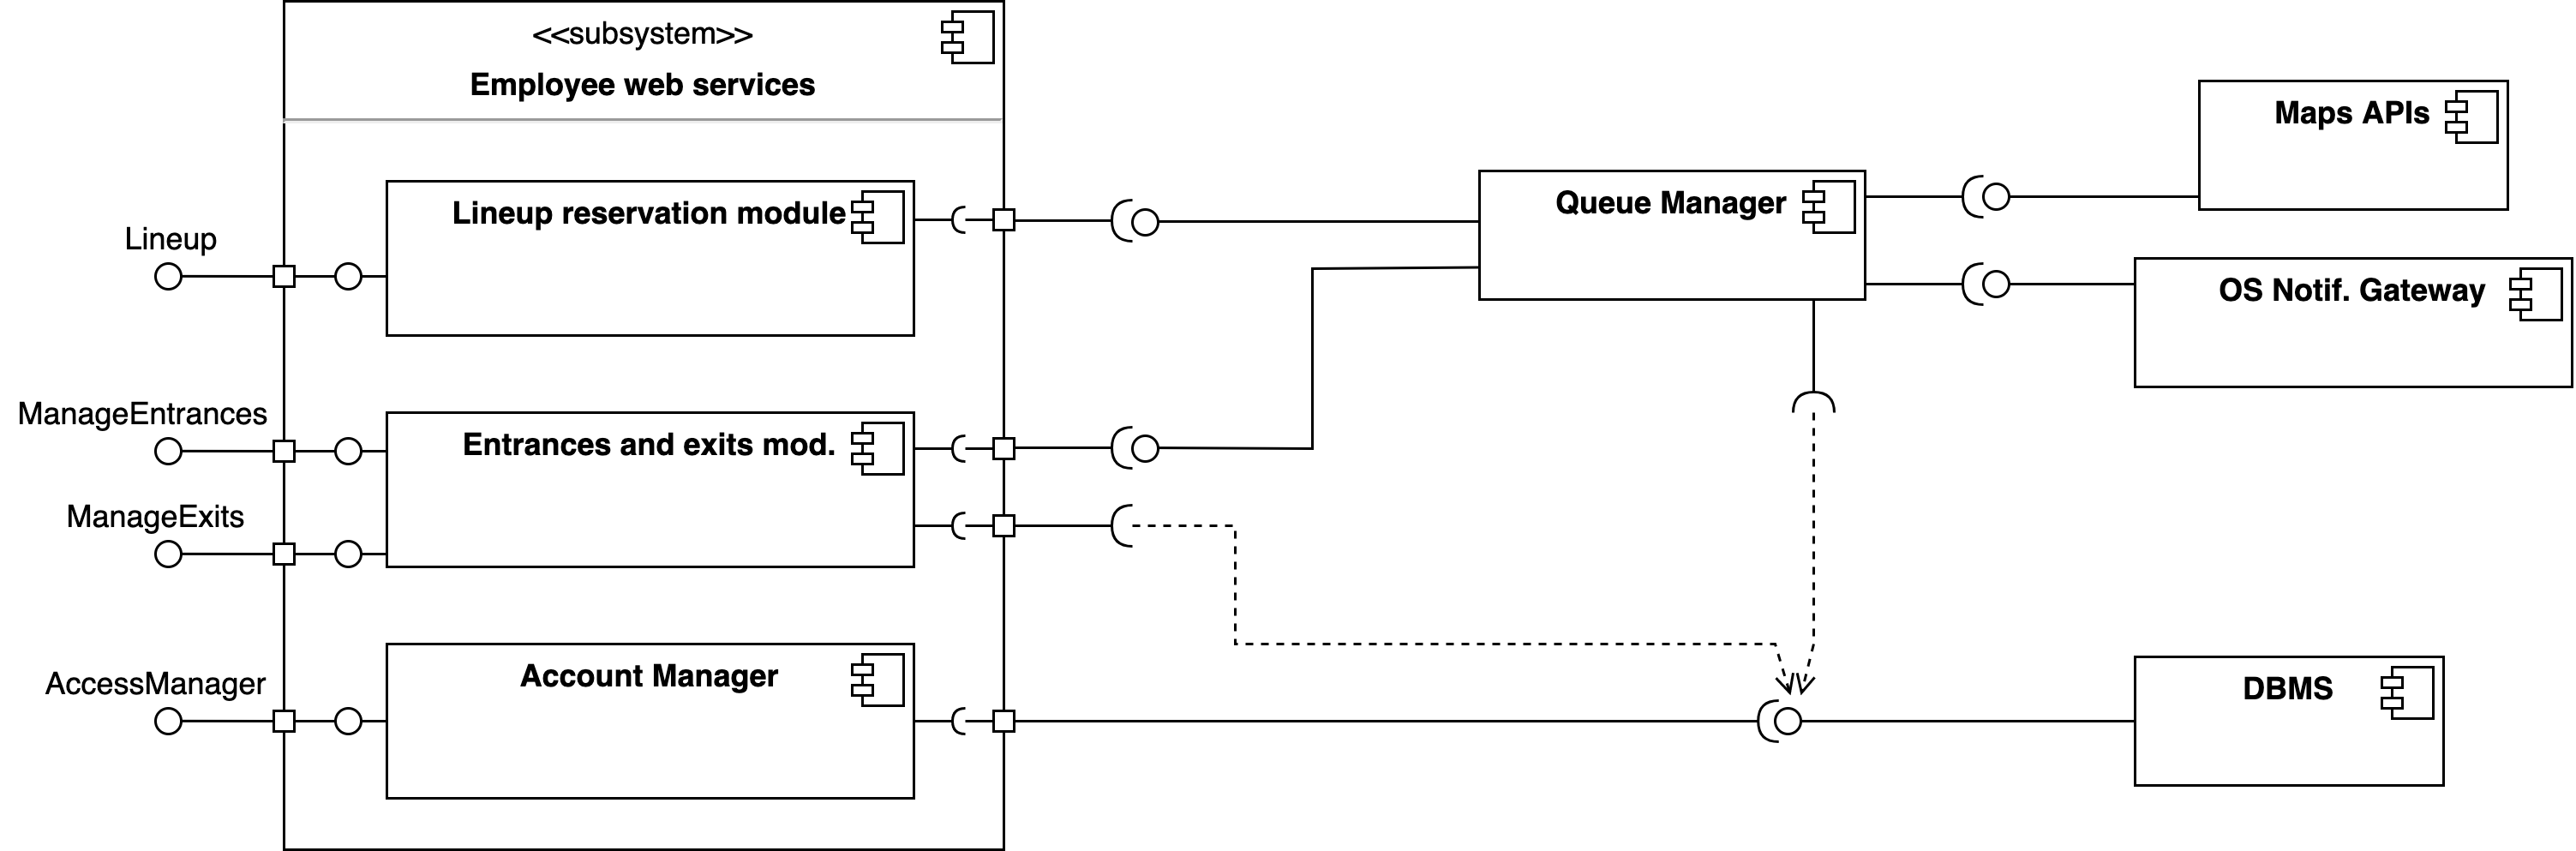 <<subsystem>>
Employee web services
Maps APIs
Lineup reservation module
Queue Manager
Lineup
OS Notif. Gateway
ManageEntrances
Entrances and exits mod.
ManageExits
AccessManager
Account Manager
DBMS